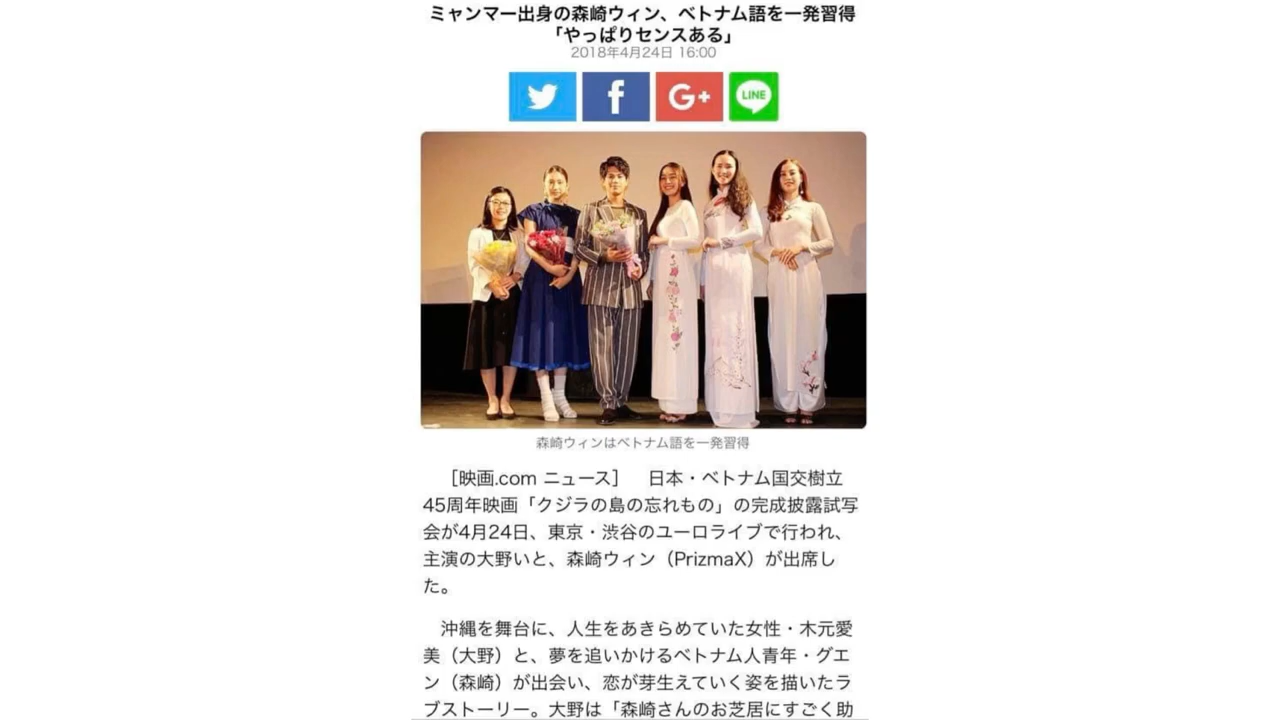 ミャンマー出身の森崎ウィン、ベトナム語を一発習得
「やっぱりセンスある」
2018年4月24日 16:00
f
G+
LINE
森崎ウィンはベトナム語を一発習得
［映画.com ニュース］　日本・ベトナム国交樹立
45周年映画「クジラの島の忘れもの」の完成披露試写
会が4月24日、東京・渋谷のユーロライブで行われ、
主演の大野いと、森崎ウィン（PrizmaX）が出席し
た。
沖縄を舞台に、人生をあきらめていた女性・木元愛
美（大野）と、夢を追いかけるベトナム人青年・グエ
ン（森崎）が出会い、恋が芽生えていく姿を描いたラ
ブストーリー。大野は「森崎さんのお芝居にすごく助